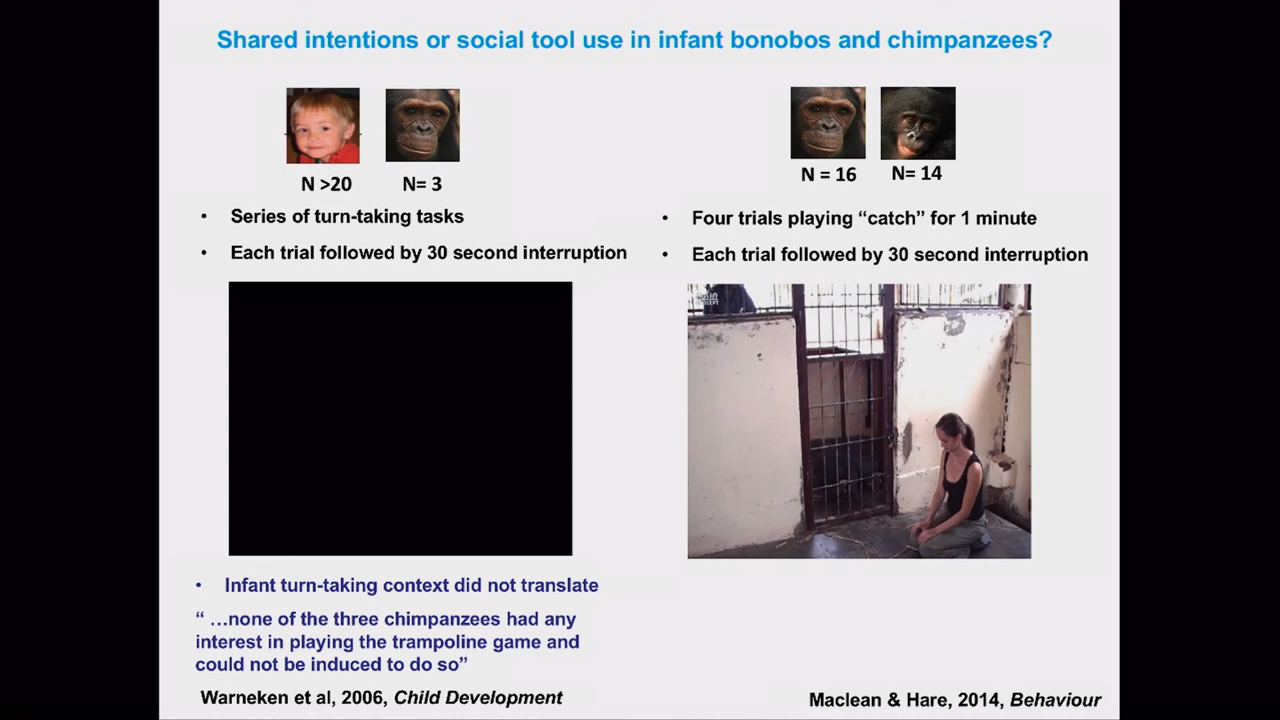 Shared intentions or social tool use in infant bonobos and chimpanzees?
N >20
N= 3
• Series of turn-taking tasks
• Each trial followed by 30 second interruption
• Infant turn-taking context did not translate
“ …none of the three chimpanzees had any
interest in playing the trampoline game and
could not be induced to do so”
Warneken et al, 2006, Child Development
N = 16
N= 14
• Four trials playing “catch” for 1 minute
• Each trial followed by 30 second interruption
Maclean & Hare, 2014, Behaviour